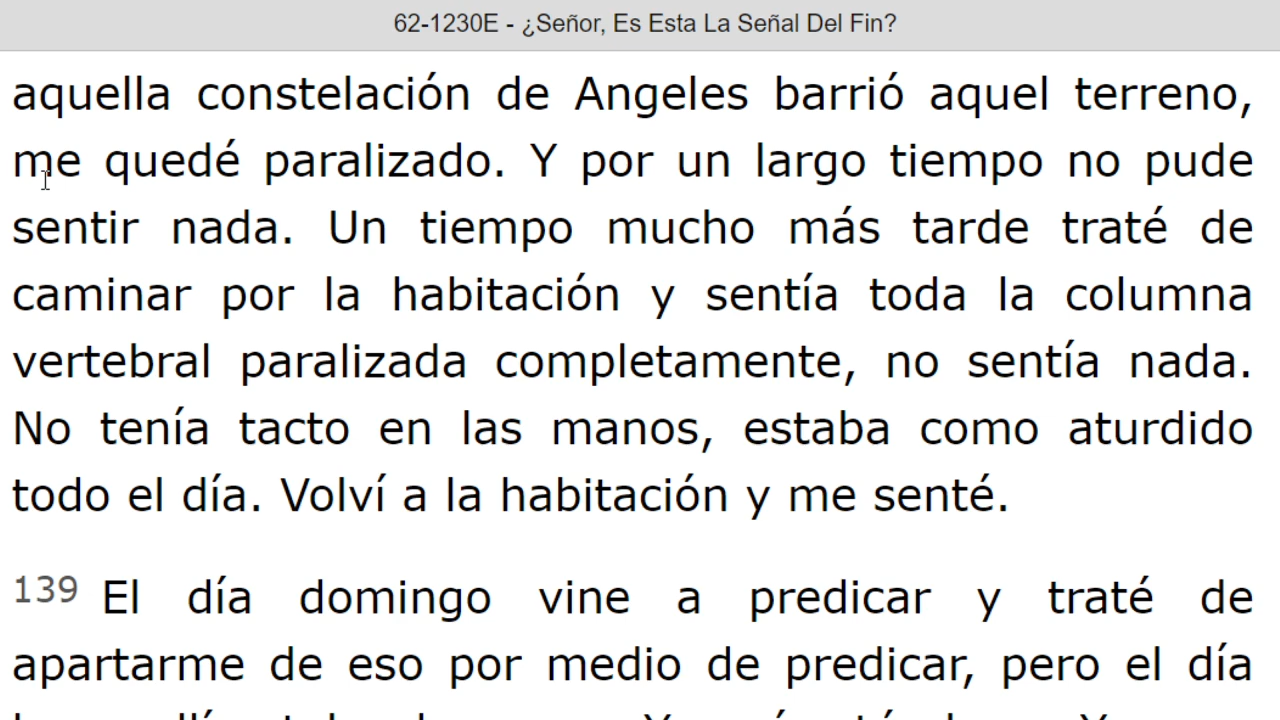 62-1230E - ¿Señor, Es Esta La Señal Del Fin?
aquella constelación de Angeles barrió aquel terreno,
me quedé paralizado. Y por un largo tiempo no pude
sentir nada. Un tiempo mucho más tarde traté de
caminar por la habitación y sentía toda la columna
vertebral paralizada completamente, no sentía nada.
No tenía tacto en las manos, estaba como aturdido
todo el día. Volví a la habitación y me senté.
139 El día domingo vine a predicar y traté de
apartarme de eso por medio de predicar, pero el día